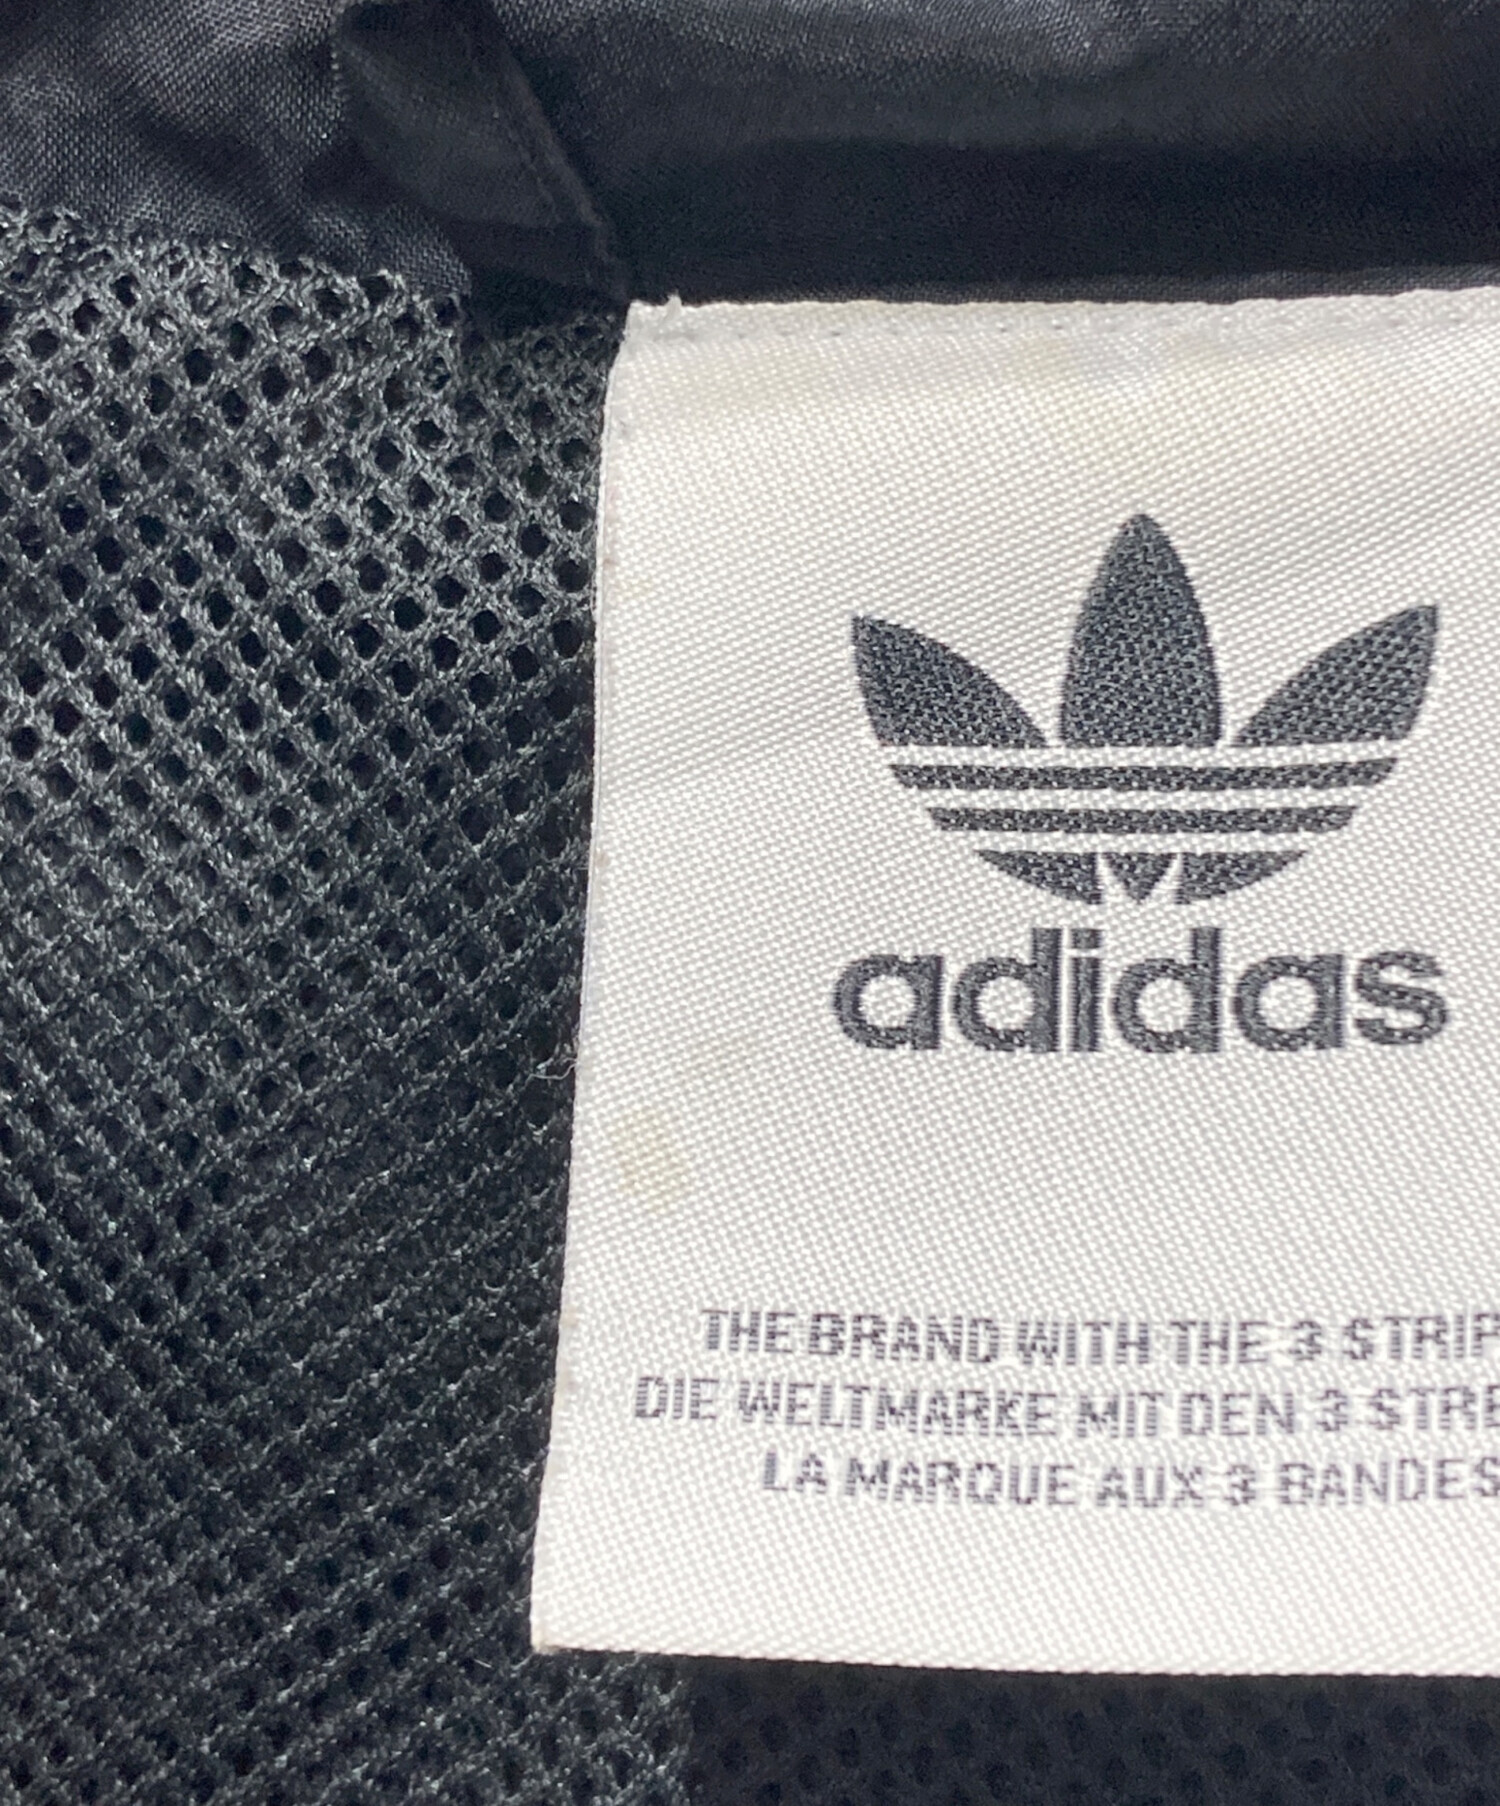 adidas
THE BRAND WITH THE 3 STRIP
DIE WELTMARKE MIT DEN 3 STRE
LA MARQUE AUX 3 BANDES